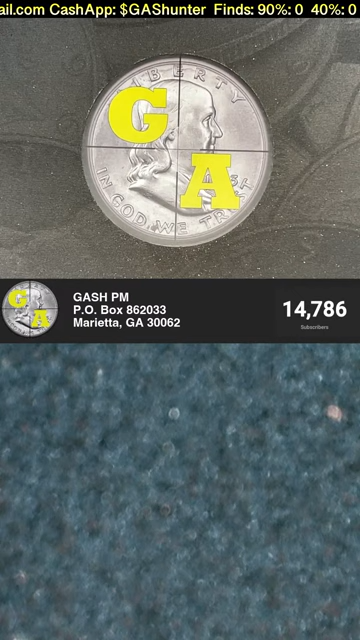 ail.com CashApp: $GAShunter Finds: 90%: 0 40%: 0
LIBERTY
G
A
IN GOD WE TRUST
GASH PM
P.O. Box 862033
Marietta, GA 30062
14,786
Subscribers
G
A